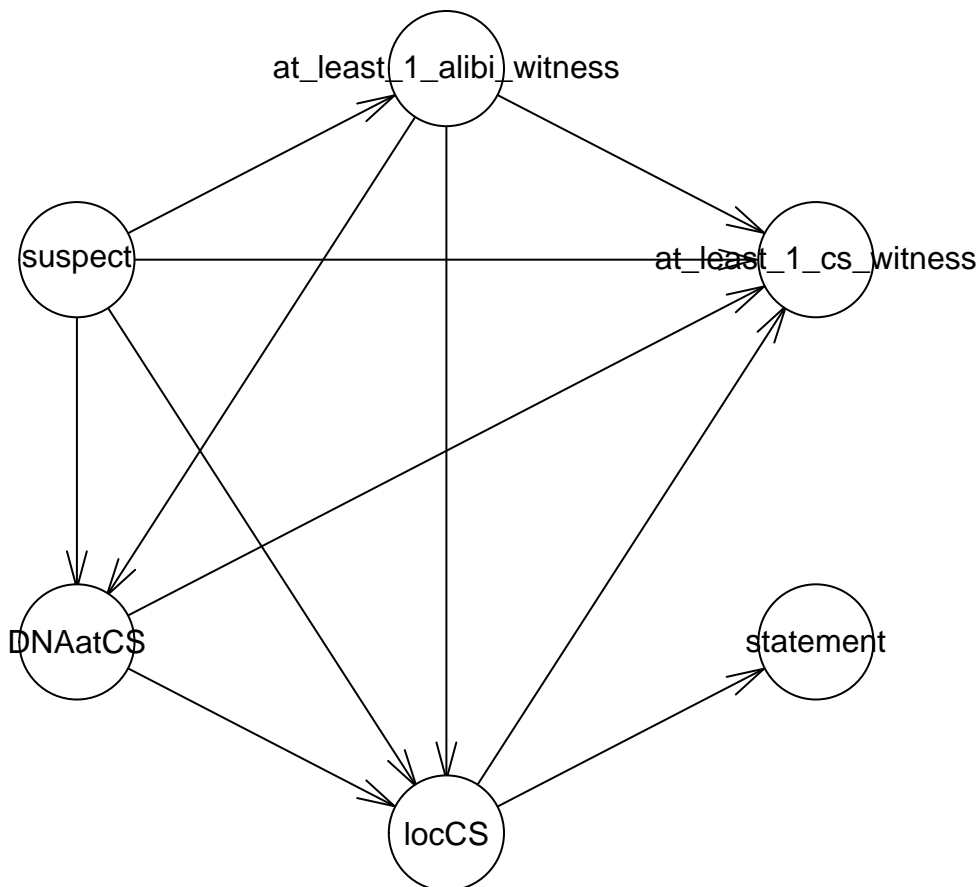 at_least_1_alibi_witness
suspect
at_least_1_cs_witness
DNAatCS
statement
locCS